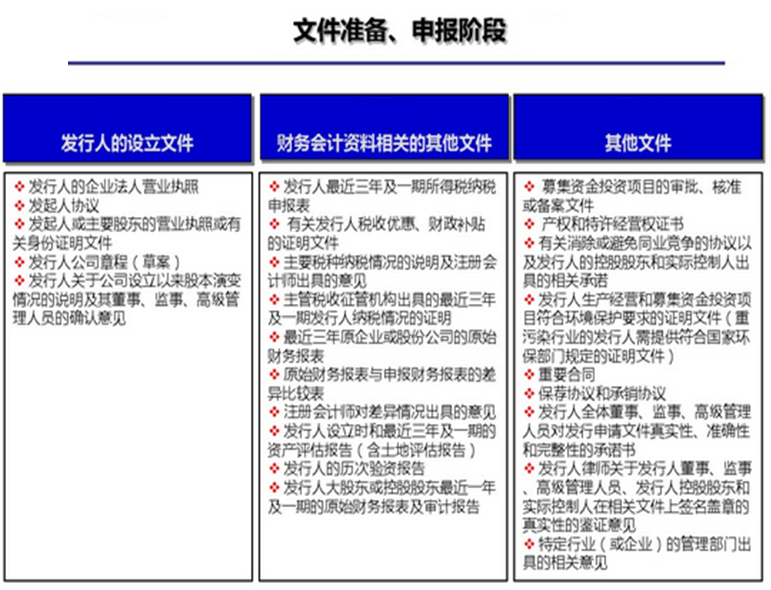 文件准备、申报阶段
发行人的设立文件
❖ 发行人的企业法人营业执照
❖ 发起人协议
❖ 发起人或主要股东的营业执照或有
关身份证明文件
❖ 发行人公司章程（草案）
❖ 发行人关于公司设立以来股本演变
情况的说明及其董事、监事、高级管
理人员的确认意见
财务会计资料相关的其他文件
❖ 发行人最近三年及一期所得税纳税
申报表
❖ 有关发行人税收优惠、财政补贴
的证明文件
❖ 主要税种纳税情况的说明及注册会
计师出具的意见
❖ 主管税收征管机构出具的最近三年
及一期发行人纳税情况的证明
❖ 最近三年原企业或股份公司的原始
财务报表
❖ 原始财务报表与申报财务报表的差
异比较表
❖ 注册会计师对差异情况出具的意见
❖ 发行人设立时和最近三年及一期的
资产评估报告（含土地评估报告）
❖ 发行人的历次验资报告
❖ 发行人大股东或控股股东最近一年
及一期的原始财务报表及审计报告
其他文件
❖ 募集资金投资项目的审批、核准
或备案文件
❖ 产权和特许经营权证书
❖ 有关消除或避免同业竞争的协议以
及发行人的控股股东和实际控制人出
具的相关承诺
❖ 发行人生产经营和募集资金投资项
目符合环境保护要求的证明文件（重
污染行业的发行人需提供符合国家环
保部门规定的证明文件）
❖ 重要合同
❖ 保荐协议和承销协议
❖ 发行人全体董事、监事、高级管理
人员对发行申请文件真实性、准确性
和完整性的承诺书
❖ 发行人律师关于发行人董事、监事
、高级管理人员、发行人控股股东和
实际控制人在相关文件上签名盖章的
真实性的鉴证意见
❖ 特定行业（或企业）的管理部门出
具的相关意见